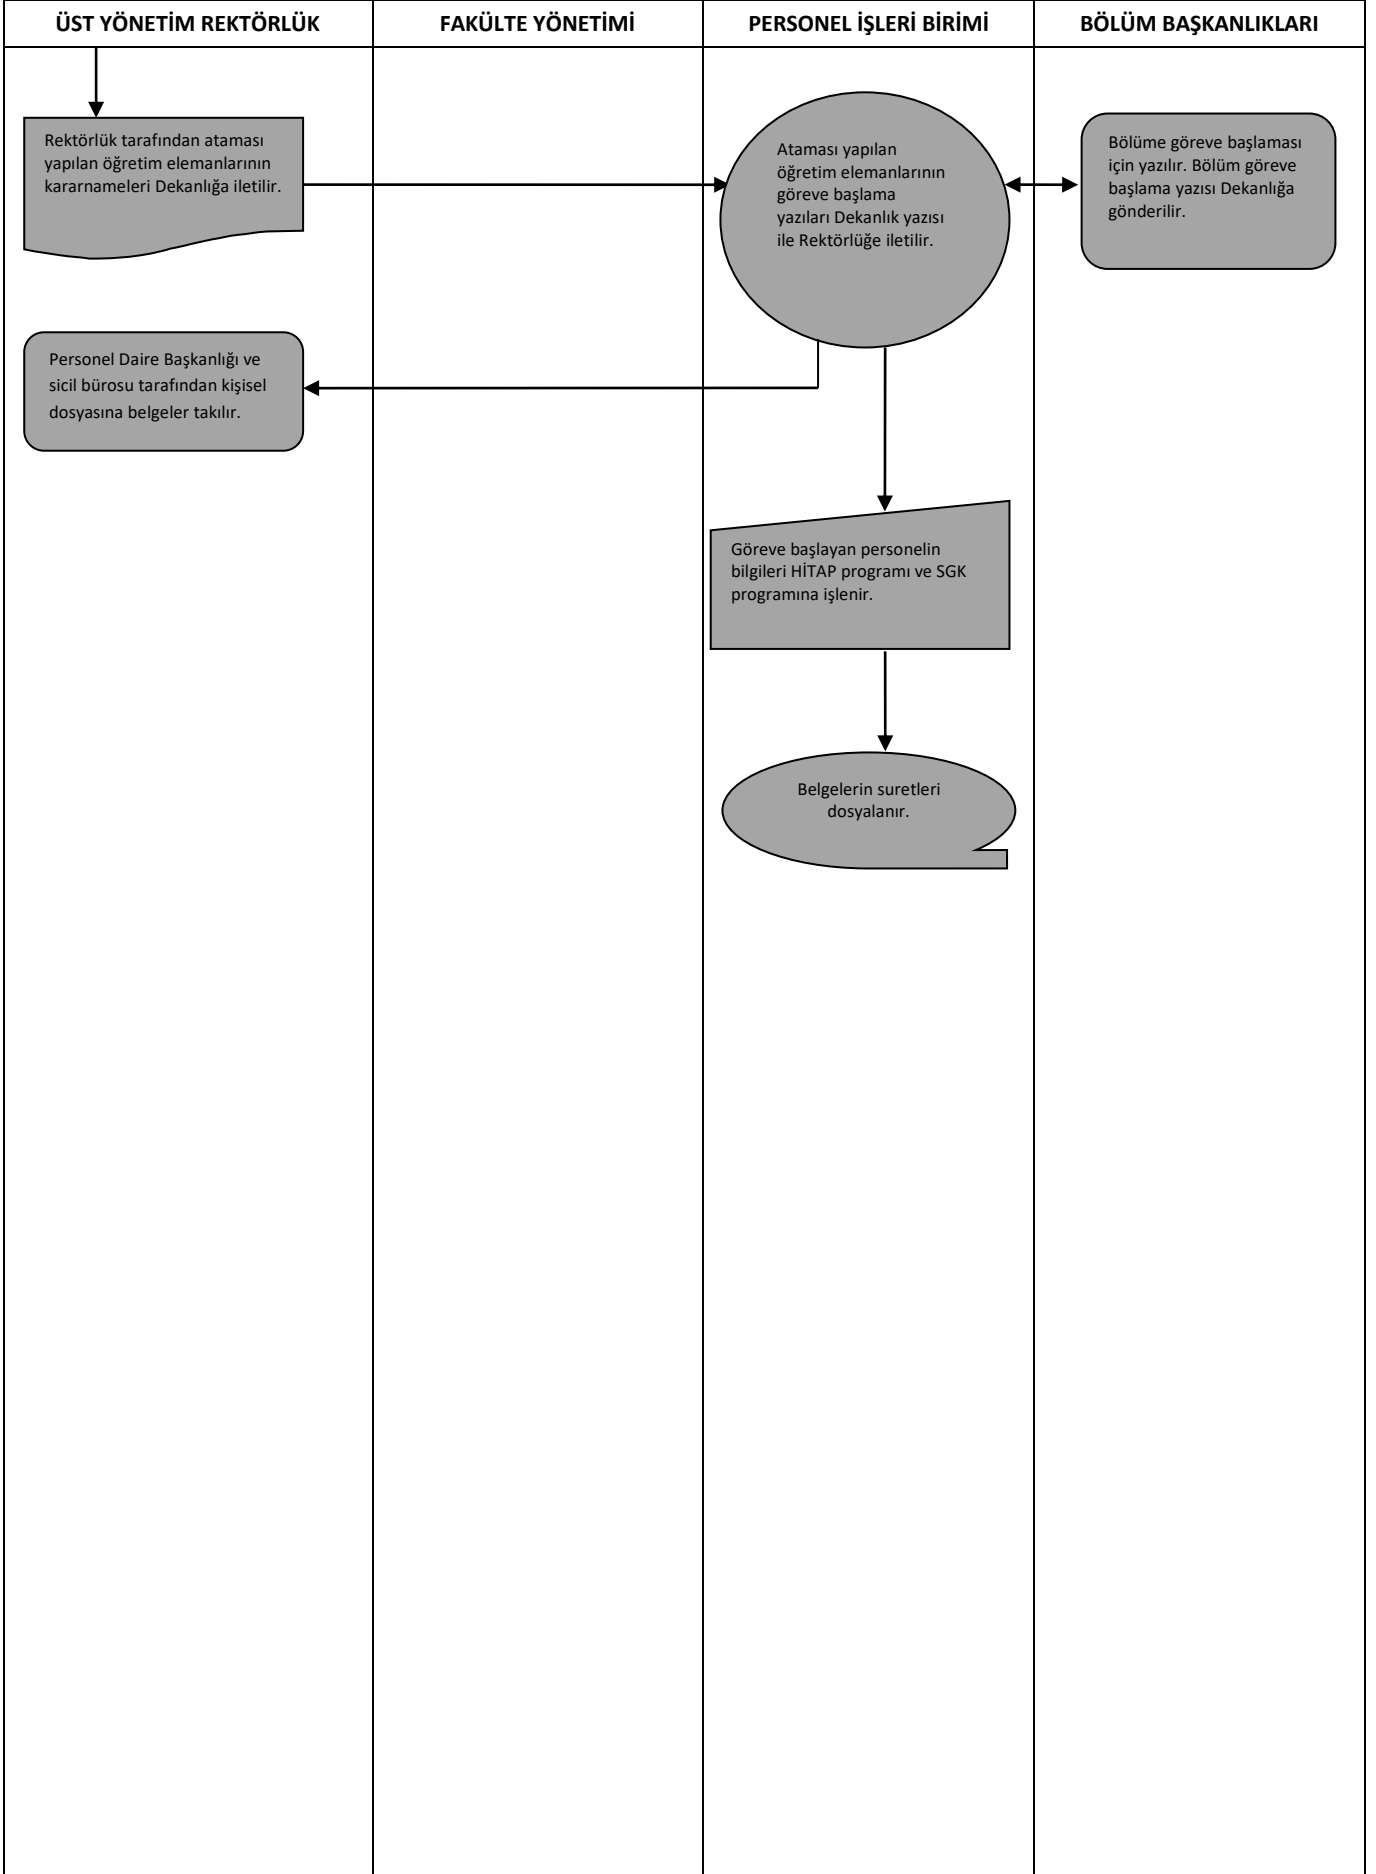 ÜST YÖNETİM REKTÖRLÜK
FAKÜLTE YÖNETİMİ
PERSONEL İŞLERİ BİRİMİ
BÖLÜM BAŞKANLIKLARI
Rektörlük tarafından ataması
yapılan öğretim elemanlarının
kararnameleri Dekanlığa iletilir.
Ataması yapılan
öğretim elemanlarının
göreve başlama
yazıları Dekanlık yazısı
ile Rektörlüğe iletilir.
Bölüme göreve başlaması
için yazılır. Bölüm göreve
başlama yazısı Dekanlığa
gönderilir.
Personel Daire Başkanlığı ve
sicil bürosu tarafından kişisel
dosyasına belgeler takılır.
Göreve başlayan personelin
bilgileri HİTAP programı ve SGK
programına işlenir.
Belgelerin suretleri
dosyalanır.